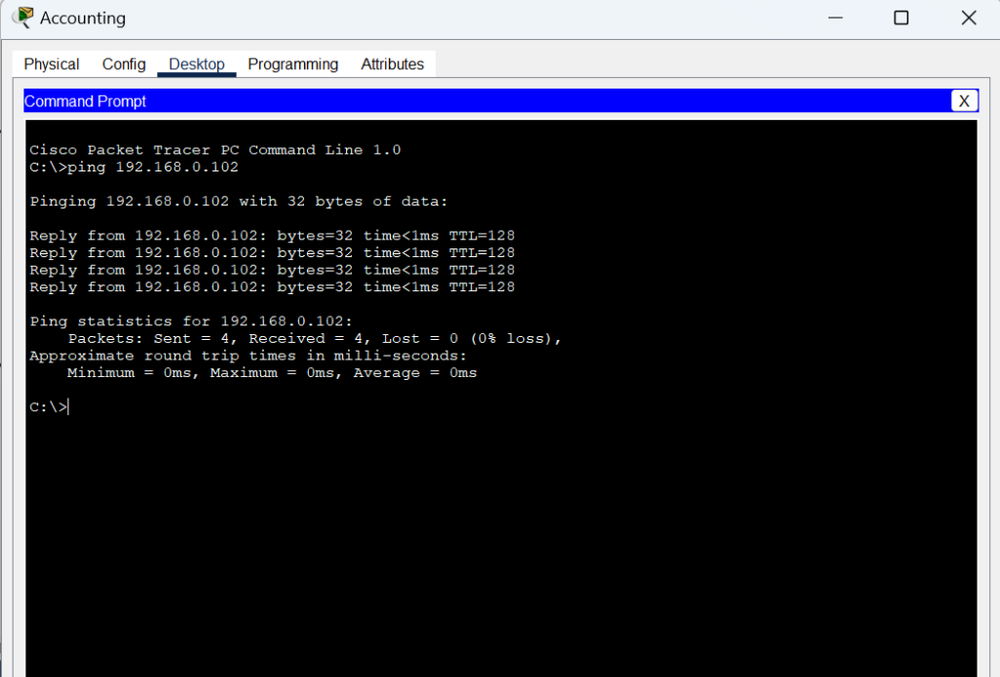 Accounting
Physical Config Desktop Programming Attributes
Command Prompt
X
Cisco Packet Tracer PC Command Line 1.0
C:\>ping 192.168.0.102
Pinging 192.168.0.102 with 32 bytes of data:
Reply from 192.168.0.102: bytes=32 time<1ms TTL=128
Reply from 192.168.0.102: bytes=32 time<1ms TTL=128
Reply from 192.168.0.102: bytes=32 time<1ms TTL=128
Reply from 192.168.0.102: bytes=32 time<1ms TTL=128
Ping statistics for 192.168.0.102:
    Packets: Sent = 4, Received = 4, Lost = 0 (0% loss),
Approximate round trip times in milli-seconds:
    Minimum = 0ms, Maximum = 0ms, Average = 0ms
C:\>